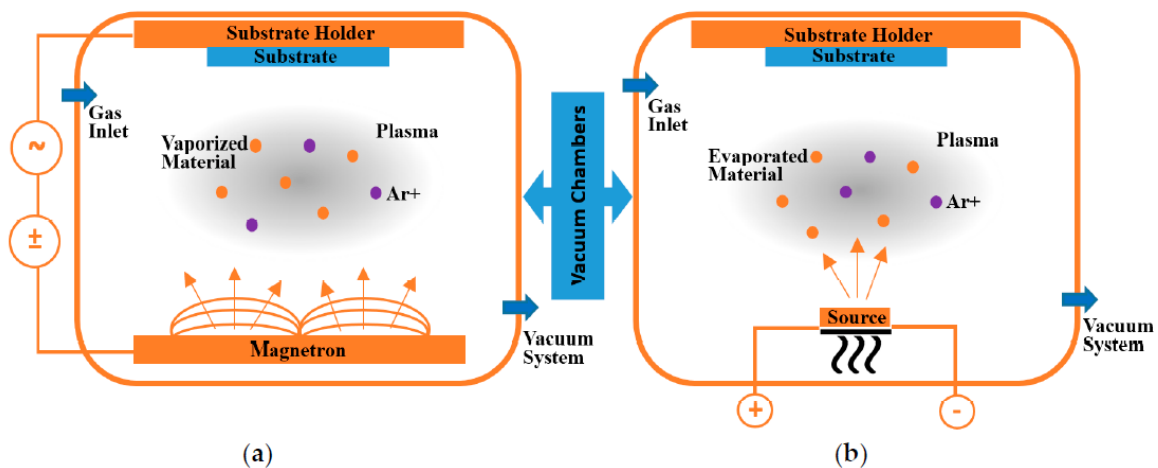 Substrate Holder
Substrate
Gas
Inlet
Vaporized
Material
Plasma
Ar+
~
±
Magnetron
Vacuum
System
(a)
Vacuum Chambers
Substrate Holder
Substrate
Gas
Inlet
Evaporated
Material
Plasma
Ar+
Source
+
-
Vacuum
System
(b)